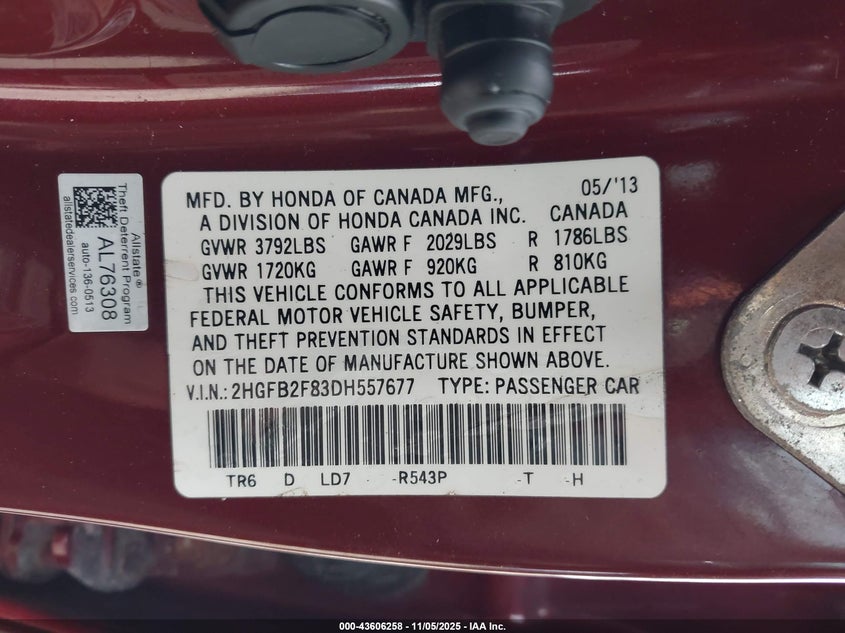 MFD. BY HONDA OF CANADA MFG., 05/'13
A DIVISION OF HONDA CANADA INC. CANADA
GVWR 3792LBS GAWR F 2029LBS R 1786LBS
GVWR 1720KG GAWR F 920KG R 810KG
THIS VEHICLE CONFORMS TO ALL APPLICABLE
FEDERAL MOTOR VEHICLE SAFETY, BUMPER,
AND THEFT PREVENTION STANDARDS IN EFFECT
ON THE DATE OF MANUFACTURE SHOWN ABOVE.
V.I.N.: 2HGFB2F83DH557677 TYPE: PASSENGER CAR
TR6 D LD7 -R543P -T -H
Allstate®
Theft Deterrent Program
AL76308
auto-136-0513
allstatedealerservices.com
000-43606258 - 11/05/2025 - IAA Inc.